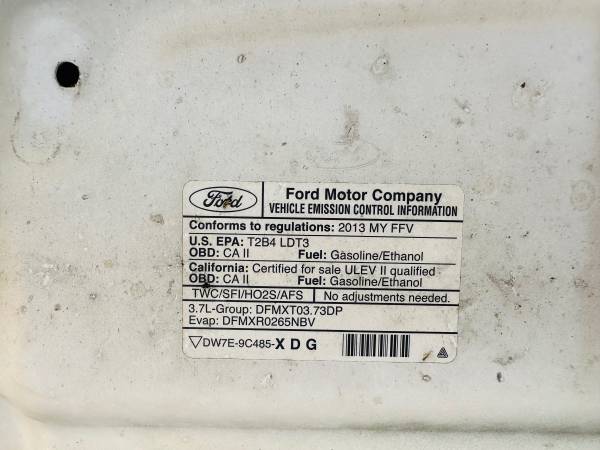 Ford
Ford Motor Company
VEHICLE EMISSION CONTROL INFORMATION
Conforms to regulations: 2013 MY FFV
U.S. EPA: T2B4 LDT3
OBD: CA II Fuel: Gasoline/Ethanol
California: Certified for sale ULEV II qualified
OBD: CA II Fuel: Gasoline/Ethanol
TWC/SFI/HO2S/AFS No adjustments needed.
3.7L-Group: DFMXT03.73DP
Evap: DFMXR0265NBV
▽DW7E-9C485-X D G